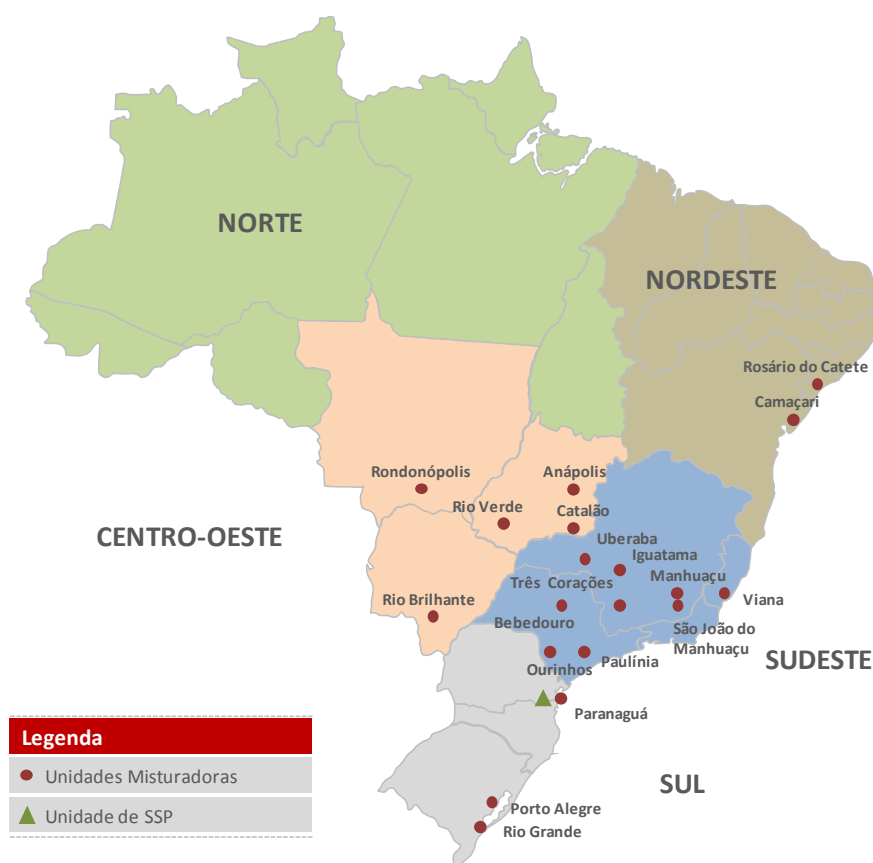 NORTE
NORDESTE
Rosário do Catete
Camaçari
Rondonópolis
Anápolis
Rio Verde
Catalão
CENTRO-OESTE
Uberaba
Iguatama
Três Corações
Manhuaçu
Rio Brilhante
Viana
Bebedouro
São João do
Manhuaçu
SUDESTE
Ourinhos
Paulínia
Paranaguá
Legenda
Unidades Misturadoras
Unidade de SSP
SUL
Porto Alegre
Rio Grande